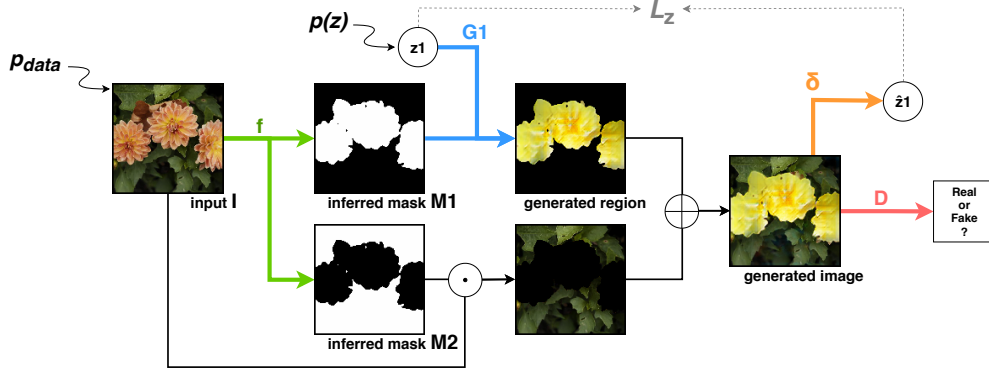 p(z)
z1
G1
L_z
p_data
f
δ
ẑ1
input I
inferred mask M1
generated region
D
Real
or
Fake
?
generated image
inferred mask M2